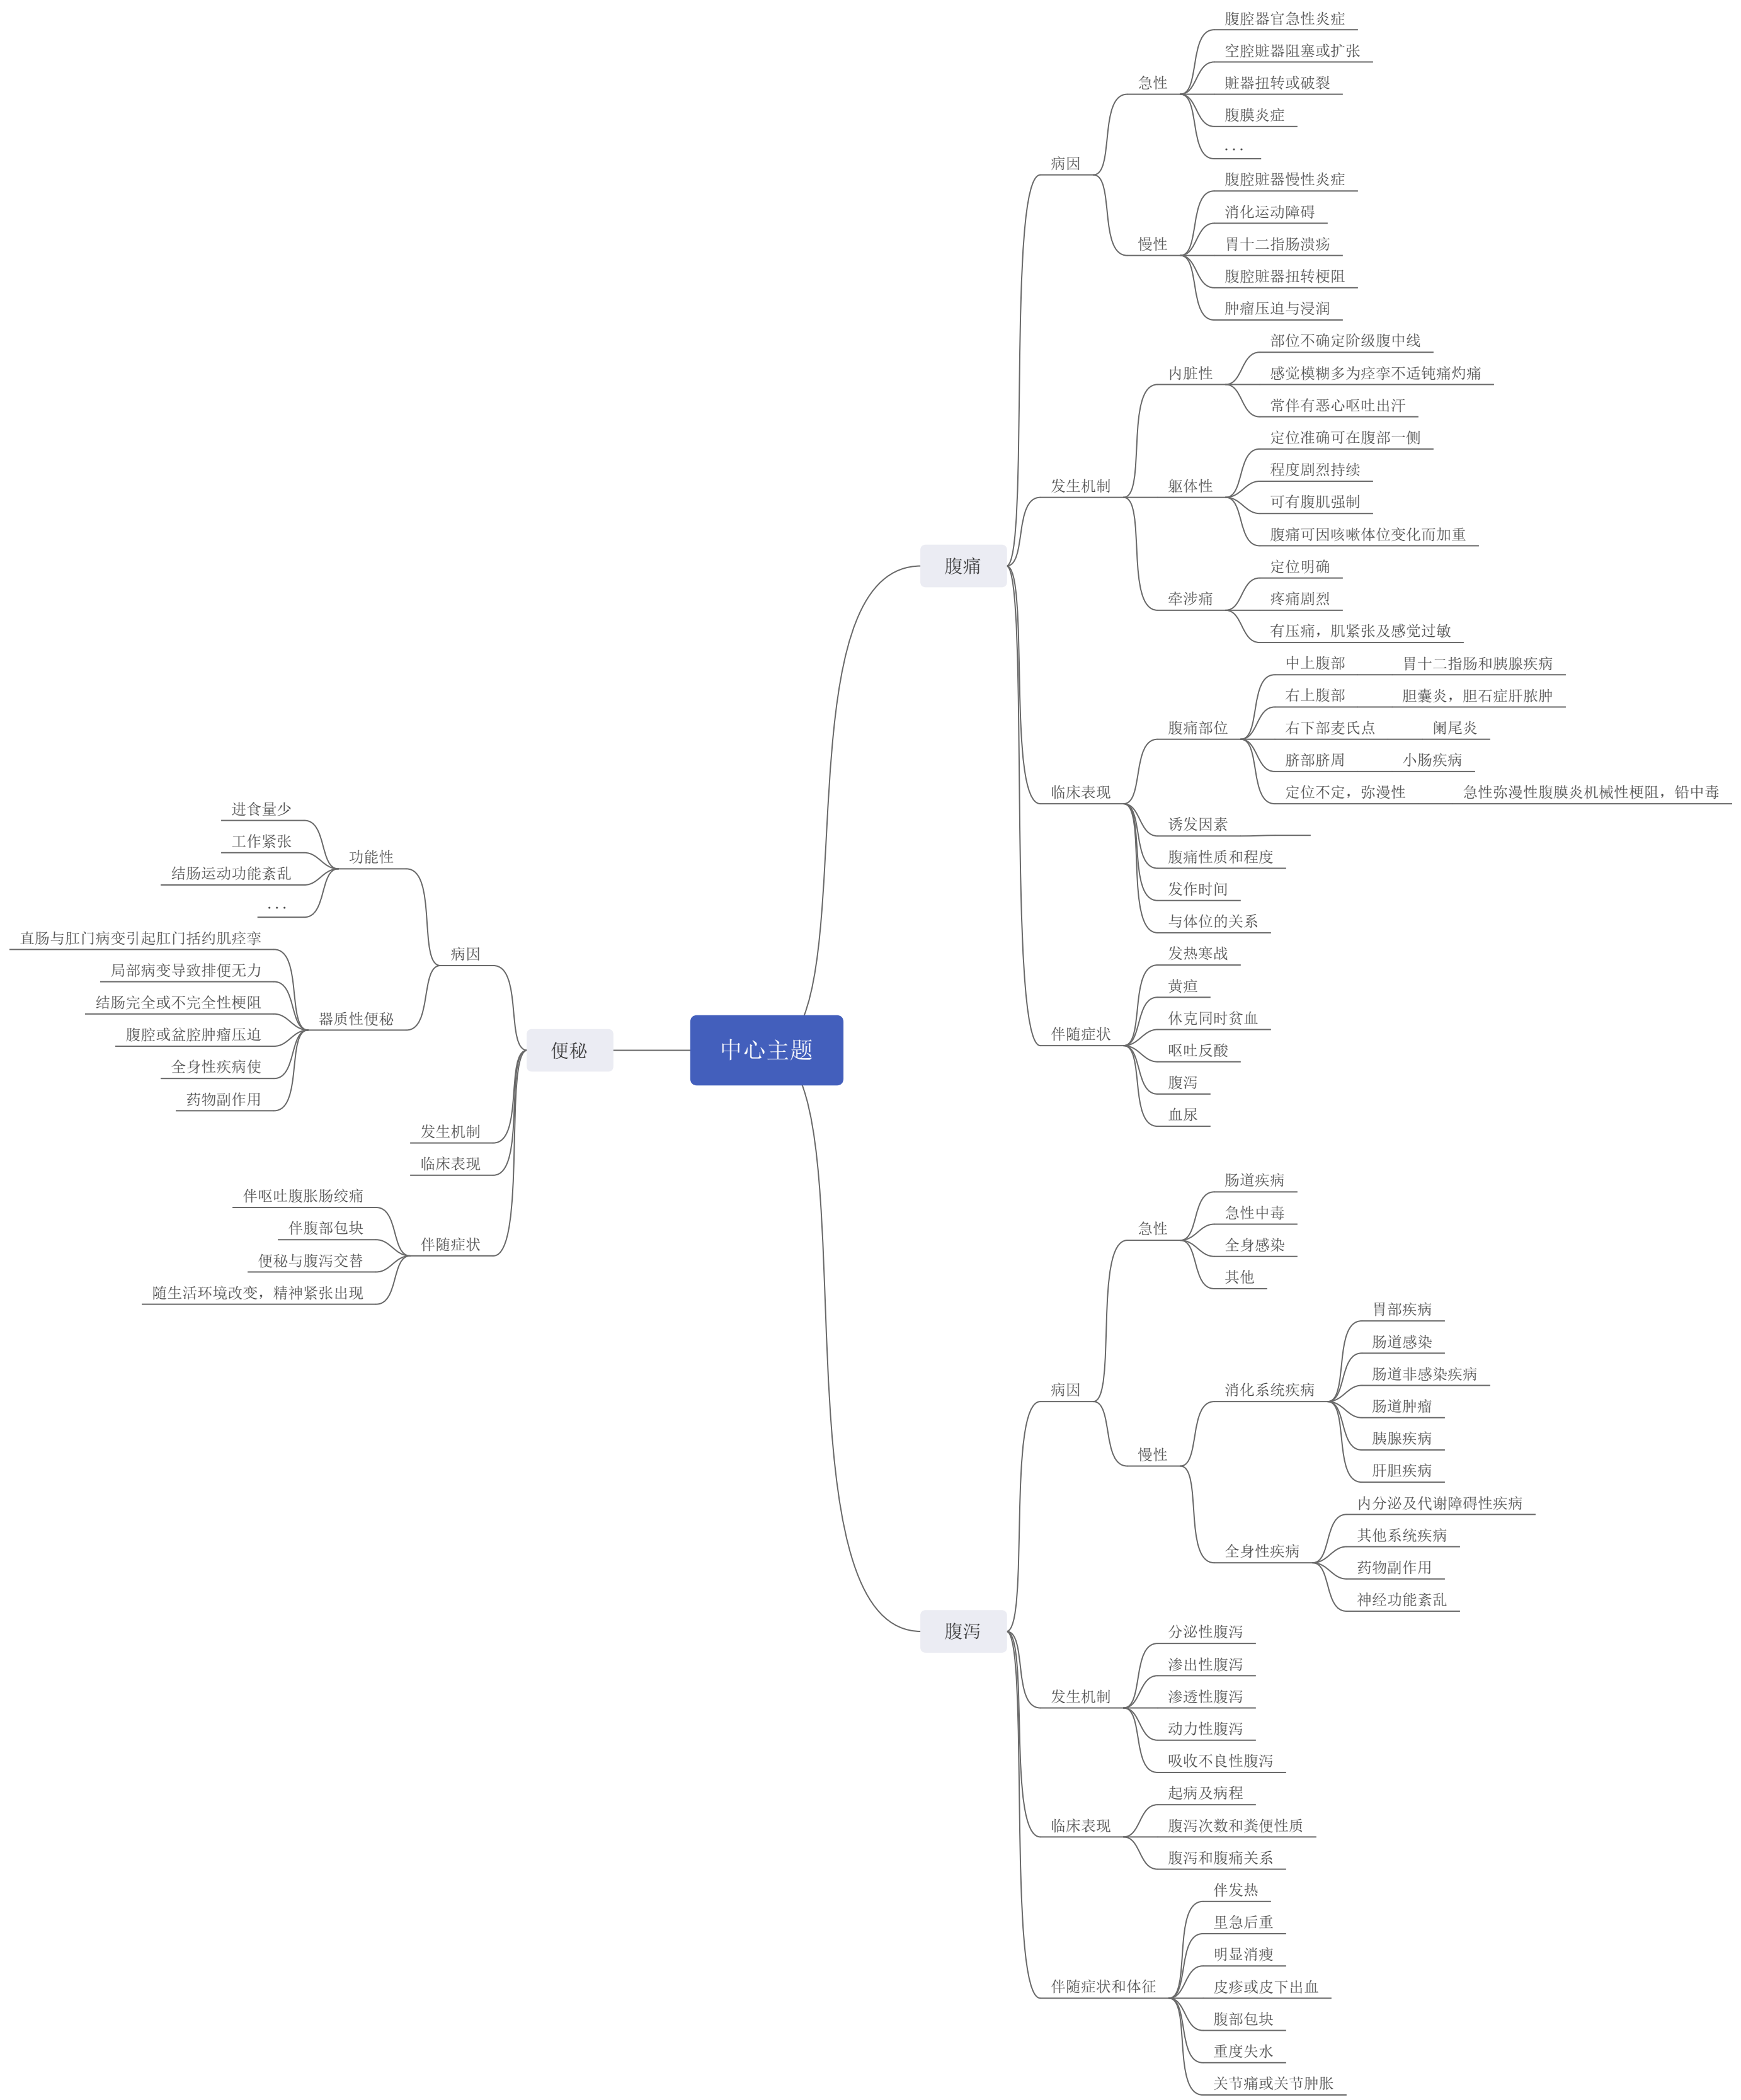 中心主题
腹痛
病因
急性
腹腔器官急性炎症
空腔赃器阻塞或扩张
赃器扭转或破裂
腹膜炎症
...
慢性
腹腔赃器慢性炎症
消化运动障碍
胃十二指肠溃疡
腹腔赃器扭转梗阻
肿瘤压迫与浸润
发生机制
内脏性
部位不确定阶级腹中线
感觉模糊多为痉挛不适钝痛灼痛
常伴有恶心呕吐出汗
躯体性
定位准确可在腹部一侧
程度剧烈持续
可有腹肌强制
腹痛可因咳嗽体位变化而加重
牵涉痛
定位明确
疼痛剧烈
有压痛，肌紧张及感觉过敏
临床表现
腹痛部位
中上腹部
胃十二指肠和胰腺疾病
右上腹部
胆囊炎，胆石症肝脓肿
右下部麦氏点
阑尾炎
脐部脐周
小肠疾病
定位不定，弥漫性
急性弥漫性腹膜炎机械性梗阻，铅中毒
诱发因素
腹痛性质和程度
发作时间
与体位的关系
伴随症状
发热寒战
黄疸
休克同时贫血
呕吐反酸
腹泻
血尿
腹泻
病因
急性
肠道疾病
急性中毒
全身感染
其他
慢性
消化系统疾病
胃部疾病
肠道感染
肠道非感染疾病
肠道肿瘤
胰腺疾病
肝胆疾病
全身性疾病
内分泌及代谢障碍性疾病
其他系统疾病
药物副作用
神经功能紊乱
发生机制
分泌性腹泻
渗出性腹泻
渗透性腹泻
动力性腹泻
吸收不良性腹泻
临床表现
起病及病程
腹泻次数和粪便性质
腹泻和腹痛关系
伴随症状和体征
伴发热
里急后重
明显消瘦
皮疹或皮下出血
腹部包块
重度失水
关节痛或关节肿胀
便秘
病因
功能性
进食量少
工作紧张
结肠运动功能紊乱
...
器质性便秘
直肠与肛门病变引起肛门括约肌痉挛
局部病变导致排便无力
结肠完全或不完全性梗阻
腹腔或盆腔肿瘤压迫
全身性疾病使
药物副作用
发生机制
临床表现
伴随症状
伴呕吐腹胀肠绞痛
伴腹部包块
便秘与腹泻交替
随生活环境改变，精神紧张出现